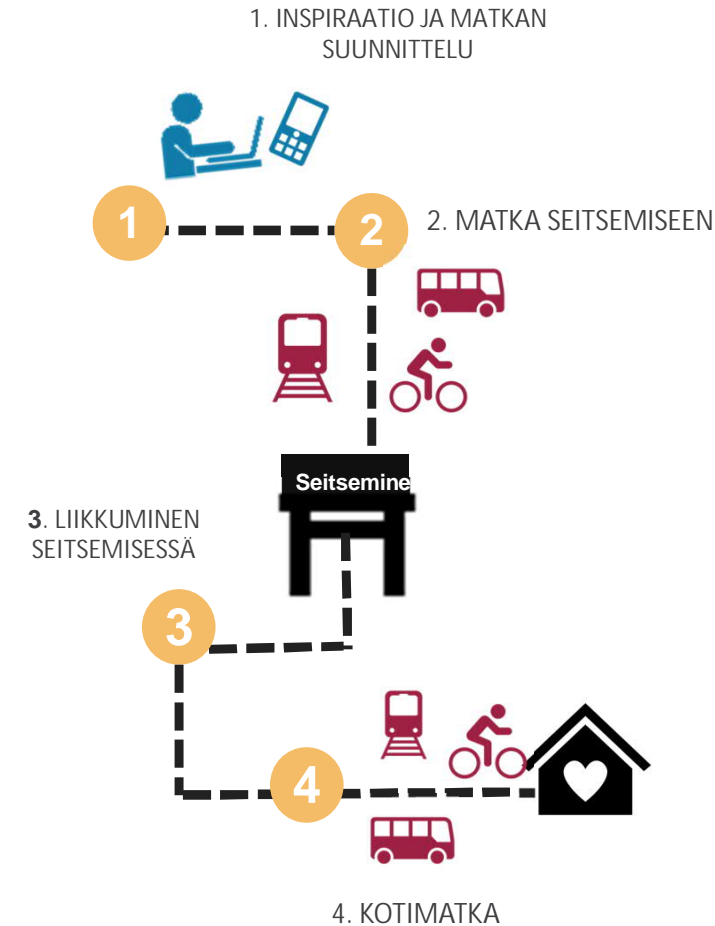 1. INSPIRAATIO JA MATKAN
SUUNNITTELU
1
2
2. MATKA SEITSEMISEEN
Seitsemine
3. LIIKKUMINEN
SEITSEMISESSÄ
3
4
4. KOTIMATKA